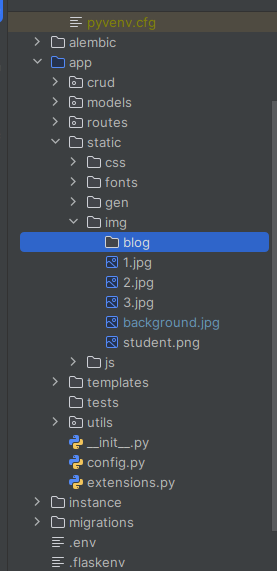 pyvenv.cfg
alembic
app
crud
models
routes
static
css
fonts
gen
img
blog
1.jpg
2.jpg
3.jpg
background.jpg
student.png
js
templates
tests
utils
__init__.py
config.py
extensions.py
instance
migrations
.env
.flaskenv